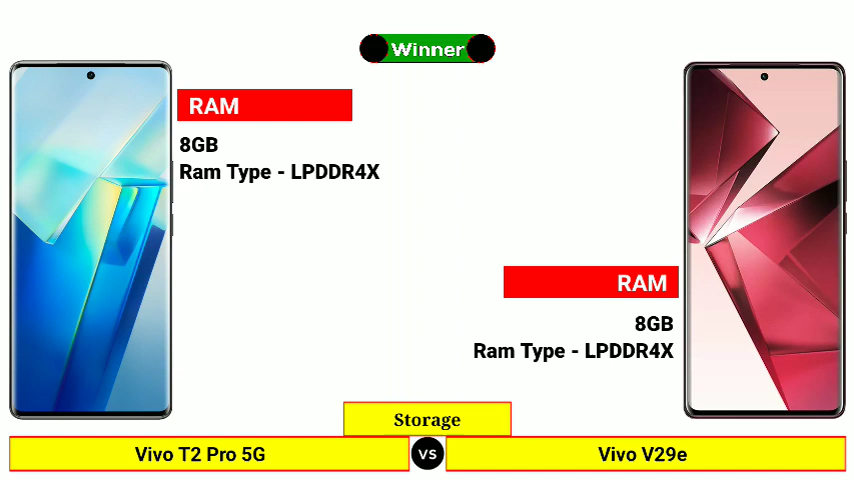 Winner
RAM
8GB
Ram Type - LPDDR4X
RAM
8GB
Ram Type - LPDDR4X
Storage
Vivo T2 Pro 5G
VS
Vivo V29e